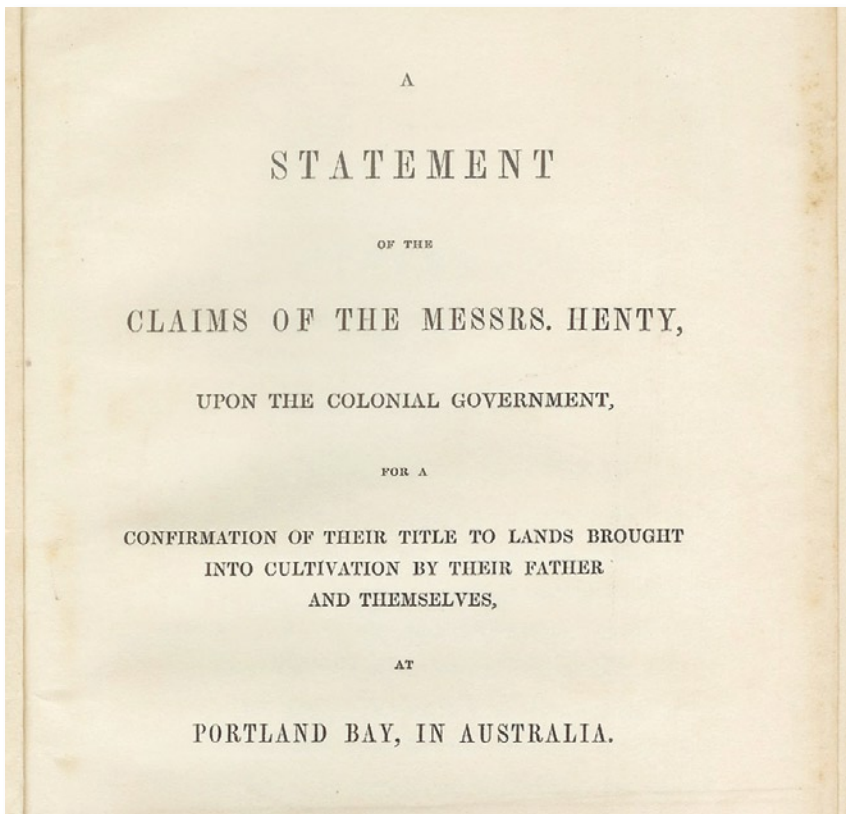 A
STATEMENT
OF THE
CLAIMS OF THE MESSRS. HENTY,
UPON THE COLONIAL GOVERNMENT,
FOR A
CONFIRMATION OF THEIR TITLE TO LANDS BROUGHT
INTO CULTIVATION BY THEIR FATHER
AND THEMSELVES,
AT
PORTLAND BAY, IN AUSTRALIA.